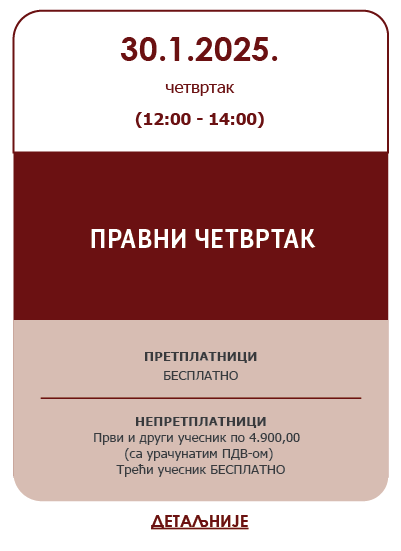 30.1.2025.
четвртак
(12:00 - 14:00)
ПРАВНИ ЧЕТВРТАК
ПРЕТПЛАТНИЦИ
БЕСПЛАТНО
НЕПРЕТПЛАТНИЦИ
Први и други учесник по 4.900,00
(са урачунатим ПДВ-ом)
Трећи учесник БЕСПЛАТНО
ДЕТАЉНИЈЕ